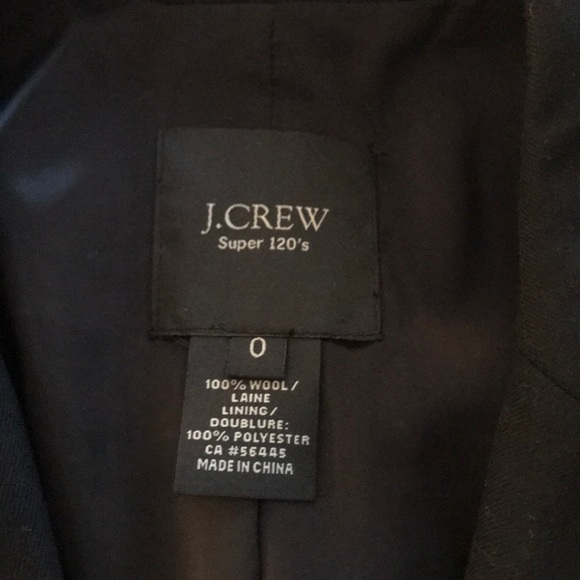 J.CREW
Super 120's
0
100% WOOL/
LAINE
LINING/
DOUBLURE:
100% POLYESTER
CA #56445
MADE IN CHINA